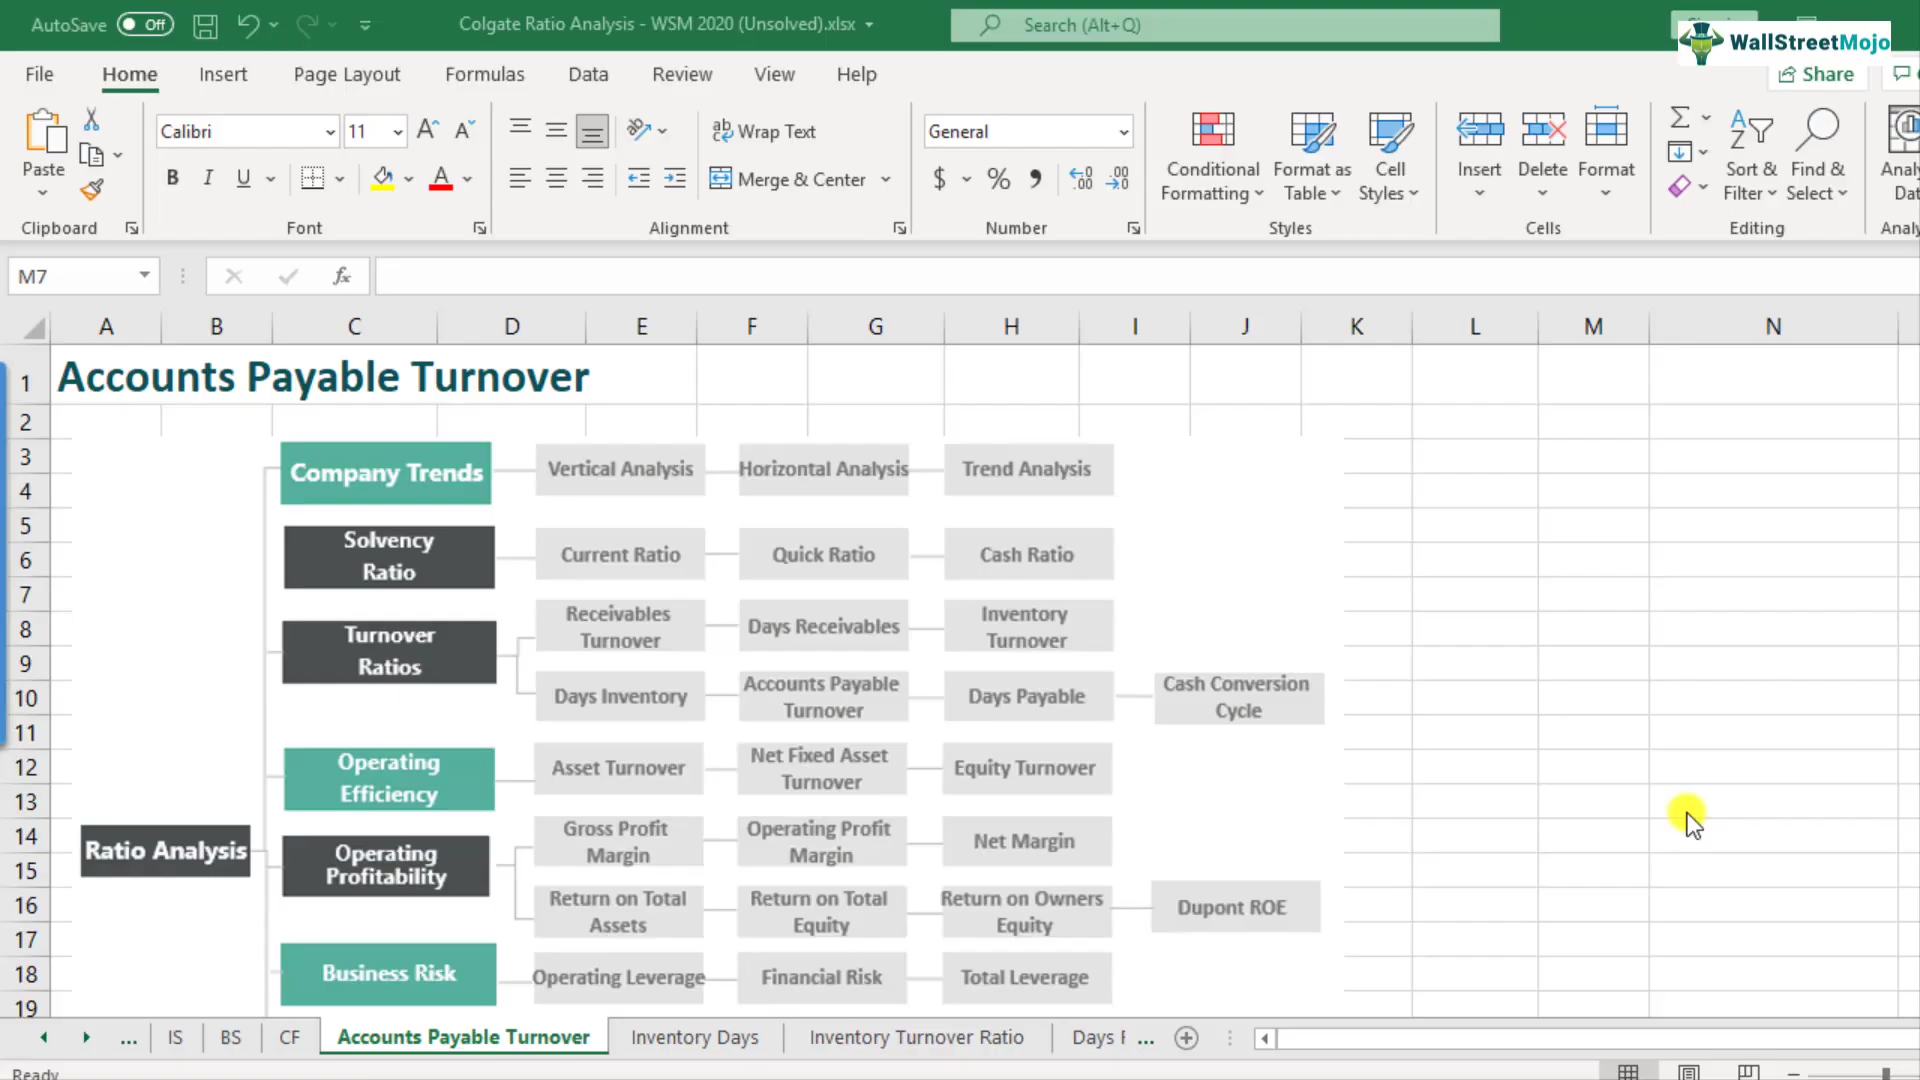 AutoSave Off Colgate Ratio Analysis - WSM 2020 (Unsolved).xlsx Search (Alt+Q)
WallStreetMojo
File Home Insert Page Layout Formulas Data Review View Help Share
Calibri 11 Wrap Text General
Paste Merge & Center $ % Conditional Formatting Format as Table Cell Styles Insert Delete Format Sort & Filter Find & Select
Clipboard Font Alignment Number Styles Cells Editing
M7 fx
A B C D E F G H I J K L M N
1 Accounts Payable Turnover
2
3
4
5
6
7
8
9
10
11
12
13
14
15
16
17
18
19
Company Trends Vertical Analysis Horizontal Analysis Trend Analysis
Solvency
Ratio
Current Ratio Quick Ratio Cash Ratio
Turnover
Ratios
Receivables
Turnover
Days Receivables
Inventory
Turnover
Days Inventory
Accounts Payable
Turnover
Days Payable
Cash Conversion
Cycle
Operating
Efficiency
Asset Turnover
Net Fixed Asset
Turnover
Equity Turnover
Ratio Analysis
Operating
Profitability
Gross Profit
Margin
Operating Profit
Margin
Net Margin
Return on Total
Assets
Return on Total
Equity
Return on Owners
Equity
Dupont ROE
Business Risk Operating Leverage Financial Risk Total Leverage
... IS BS CF Accounts Payable Turnover Inventory Days Inventory Turnover Ratio Days ...
Ready